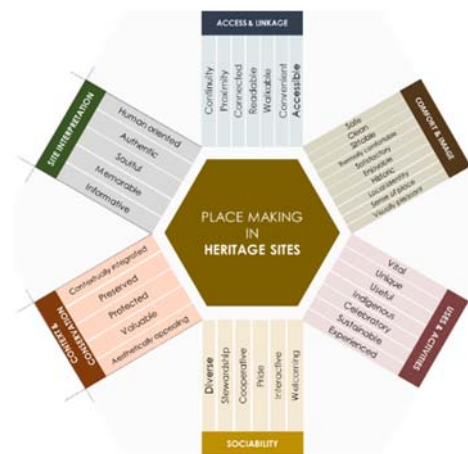 ACCESS & LINKAGE
Continuity
Proximity
Connected
Readable
Walkable
Convenient
Accessible
COMFORT & IMAGE
Safe
Clean
Sittable
Thermally comfortable
Satisfactory
Enjoyable
Historic
Local identity
Sense of place
Visually pleasant
USES & ACTIVITIES
Vital
Unique
Useful
Indigenous
Celebratory
Sustainable
Experienced
SOCIABILITY
Diverse
Stewardship
Cooperative
Pride
Interactive
Welcoming
CONTEXT &
CONSERVATION
Contextually integrated
Preserved
Protected
Valuable
Aesthetically appealing
SITE INTERPRETATION
Human oriented
Authentic
Soulful
Memorable
Informative
PLACE MAKING
IN
HERITAGE SITES